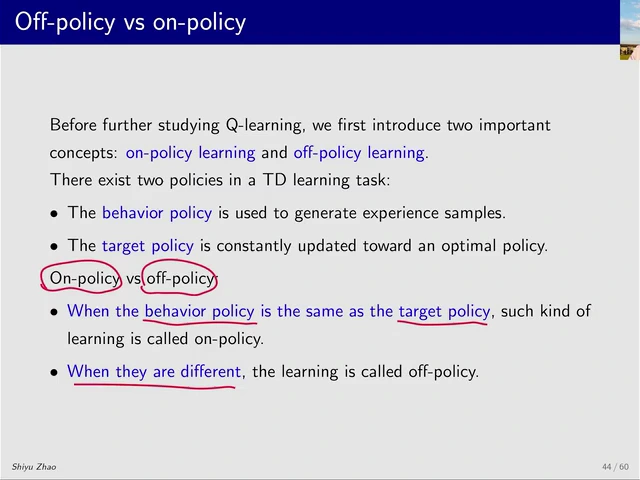 Off-policy vs on-policy
Before further studying Q-learning, we first introduce two important
concepts: on-policy learning and off-policy learning.
There exist two policies in a TD learning task:
• The behavior policy is used to generate experience samples.
• The target policy is constantly updated toward an optimal policy.
On-policy vs off-policy:
• When the behavior policy is the same as the target policy, such kind of
learning is called on-policy.
• When they are different, the learning is called off-policy.
Shiyu Zhao
44 / 60